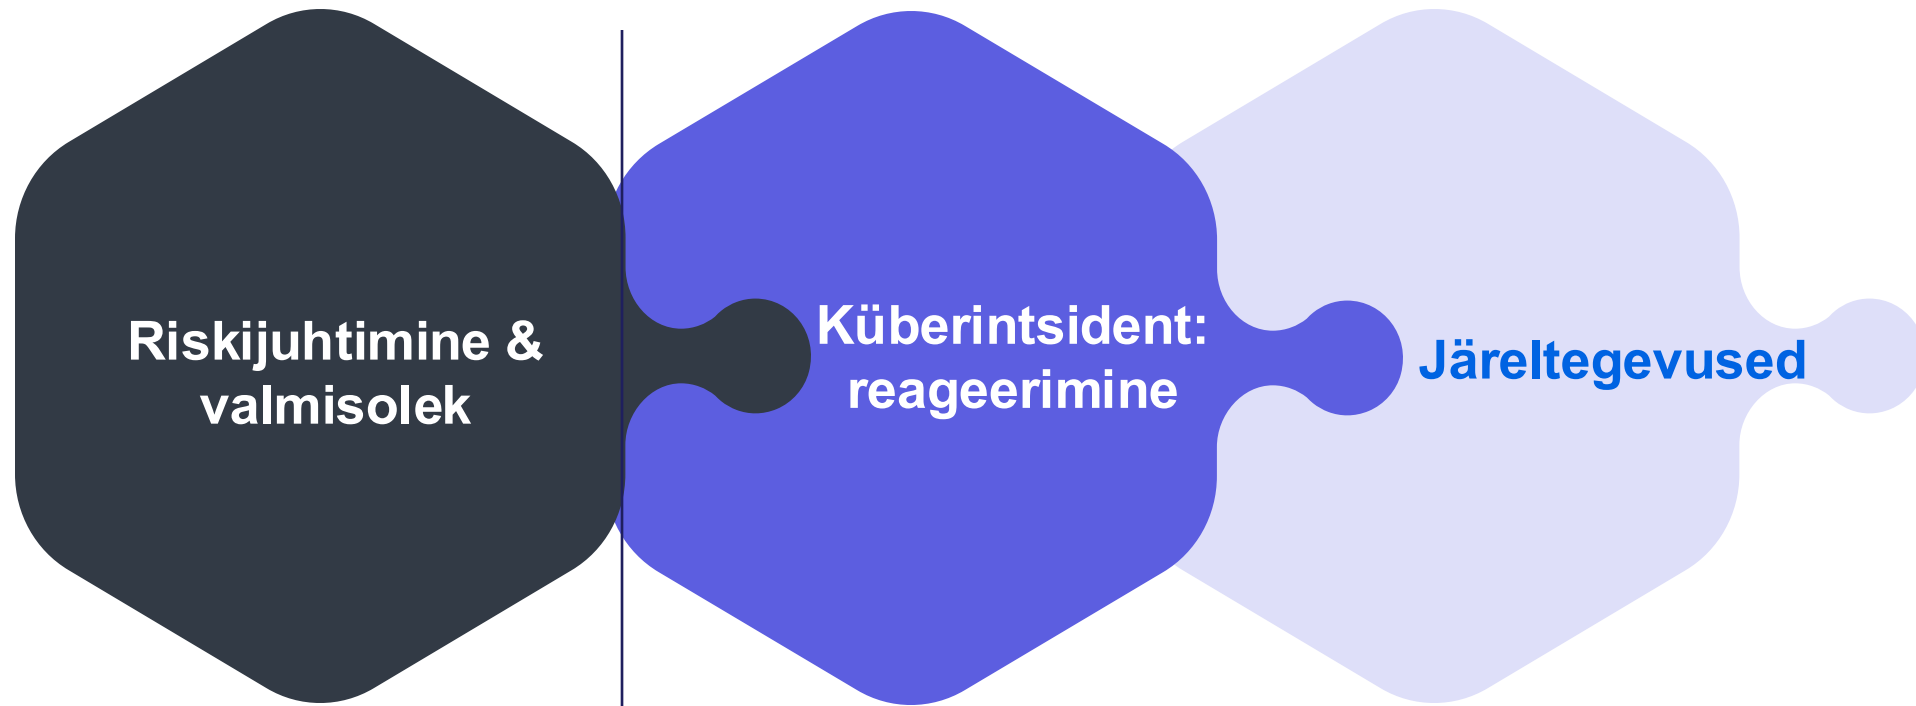 Riskijuhtimine &
valmisolek
Küberintsident:
reageerimine
Järeltegevused